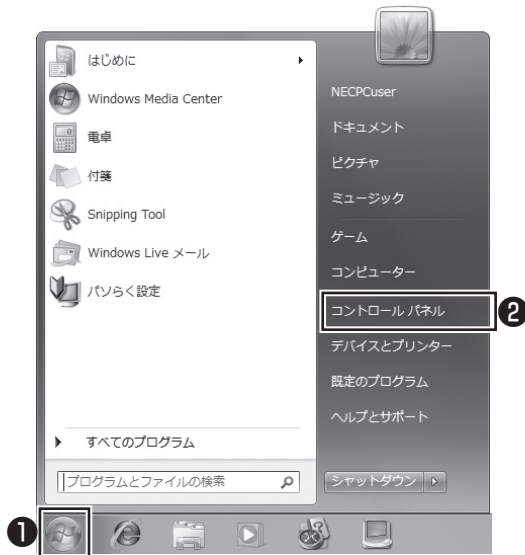 はじめに
Windows Media Center
電卓
付箋
Snipping Tool
Windows Live メール
パソらく設定
すべてのプログラム
プログラムとファイルの検索
NECPCuser
ドキュメント
ピクチャ
ミュージック
ゲーム
コンピューター
コントロール パネル
❷
デバイスとプリンター
既定のプログラム
ヘルプとサポート
シャットダウン
❶